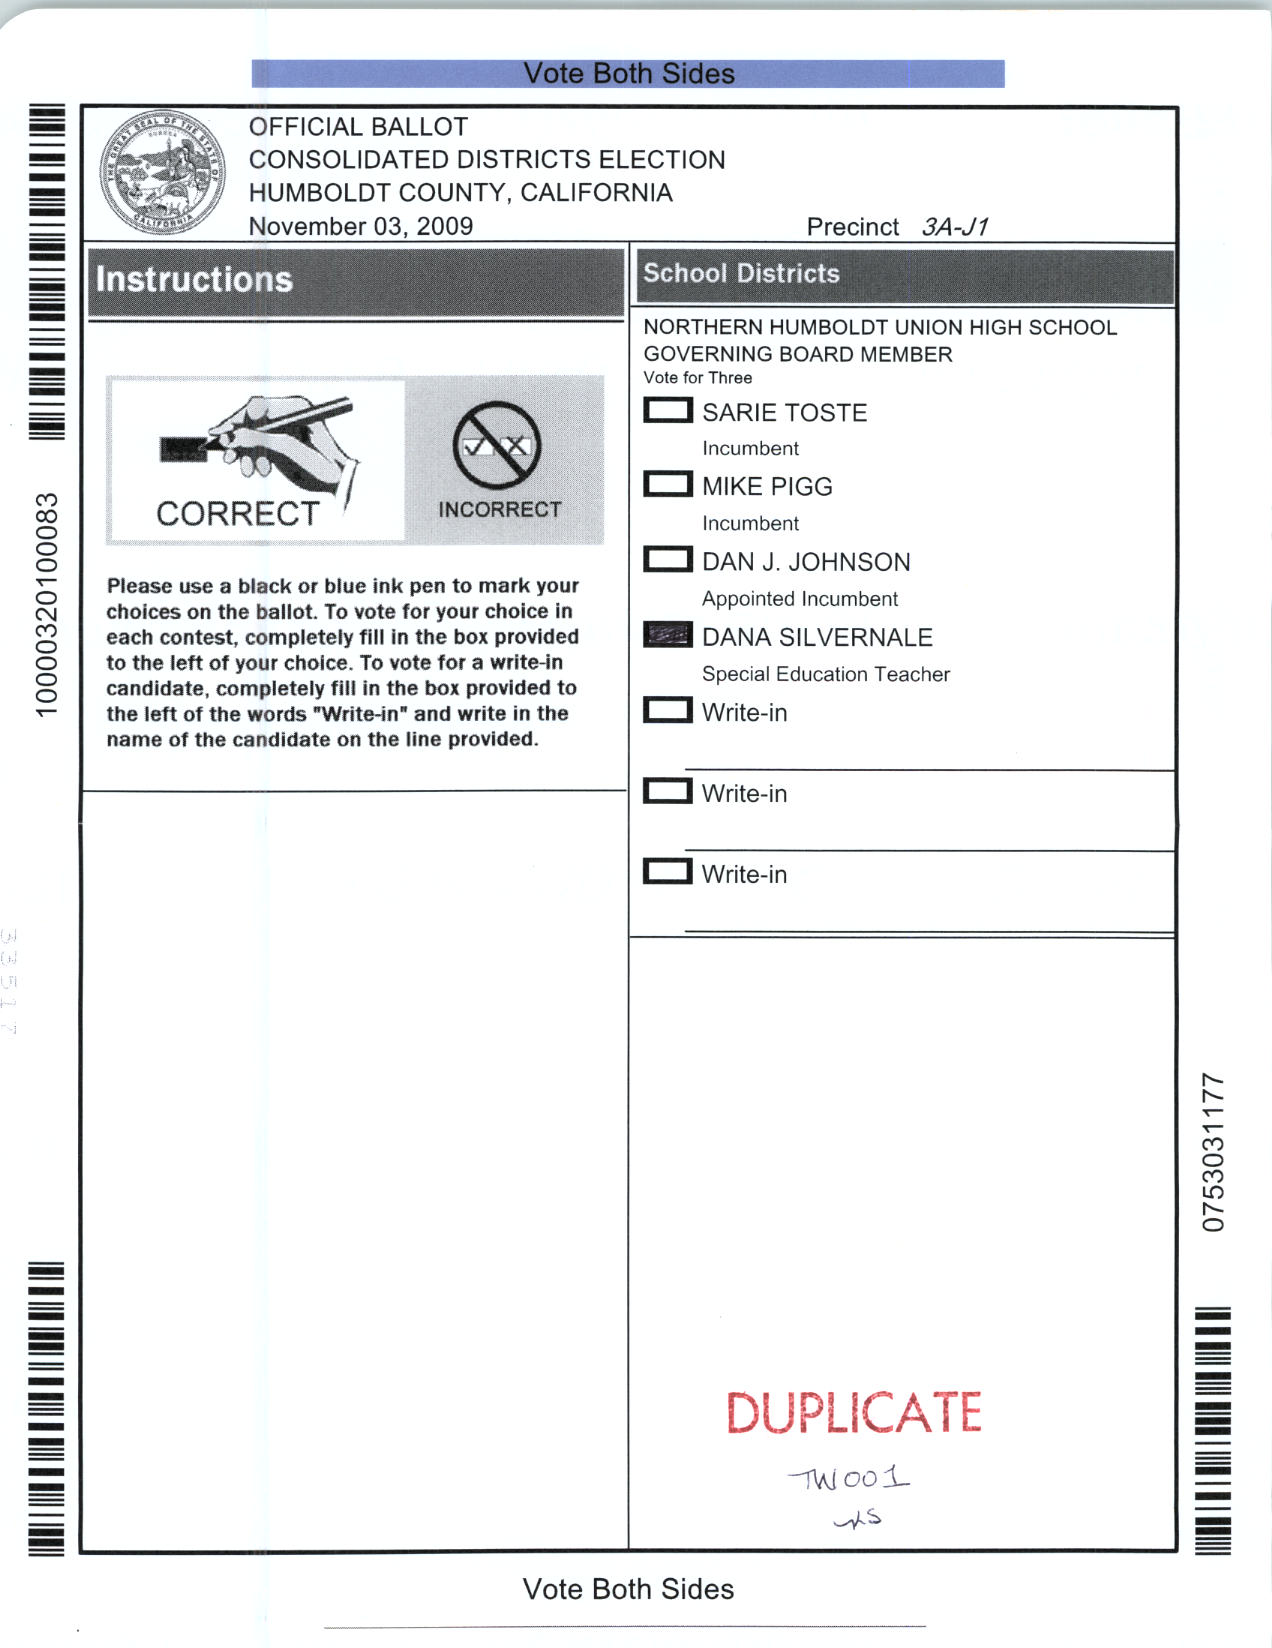 Vote Both Sides
OFFICIAL BALLOT
CONSOLIDATED DISTRICTS ELECTION
HUMBOLDT COUNTY, CALIFORNIA
November 03, 2009
Precinct 3A-J1
THE GREAT SEAL OF THE STATE OF CALIFORNIA
EUREKA
Instructions
CORRECT
INCORRECT
Please use a black or blue ink pen to mark your
choices on the ballot. To vote for your choice in
each contest, completely fill in the box provided
to the left of your choice. To vote for a write-in
candidate, completely fill in the box provided to
the left of the words "Write-in" and write in the
name of the candidate on the line provided.
School Districts
NORTHERN HUMBOLDT UNION HIGH SCHOOL
GOVERNING BOARD MEMBER
Vote for Three
SARIE TOSTE
Incumbent
MIKE PIGG
Incumbent
DAN J. JOHNSON
Appointed Incumbent
DANA SILVERNALE
Special Education Teacher
Write-in
Write-in
Write-in
10000320100083
33517
0753031177
DUPLICATE
TW001
Vote Both Sides